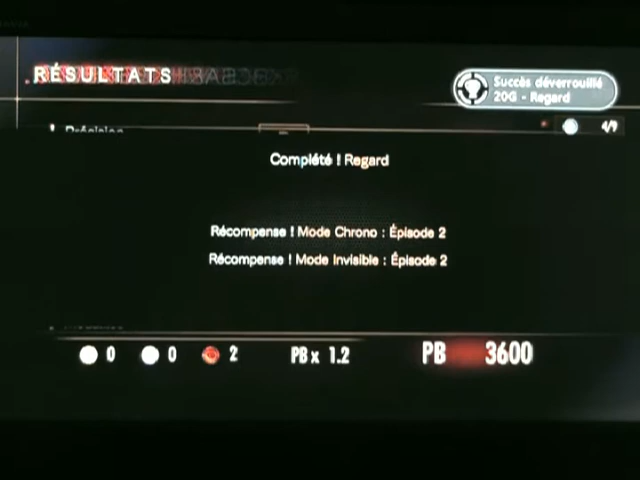 RÉSULTATS
Succès déverrouillé
20G - Regard
Précision
4/9
Complété ! Regard
Récompense ! Mode Chrono : Épisode 2
Récompense ! Mode Invisible : Épisode 2
0 0 2 PB x 1.2 PB 3600